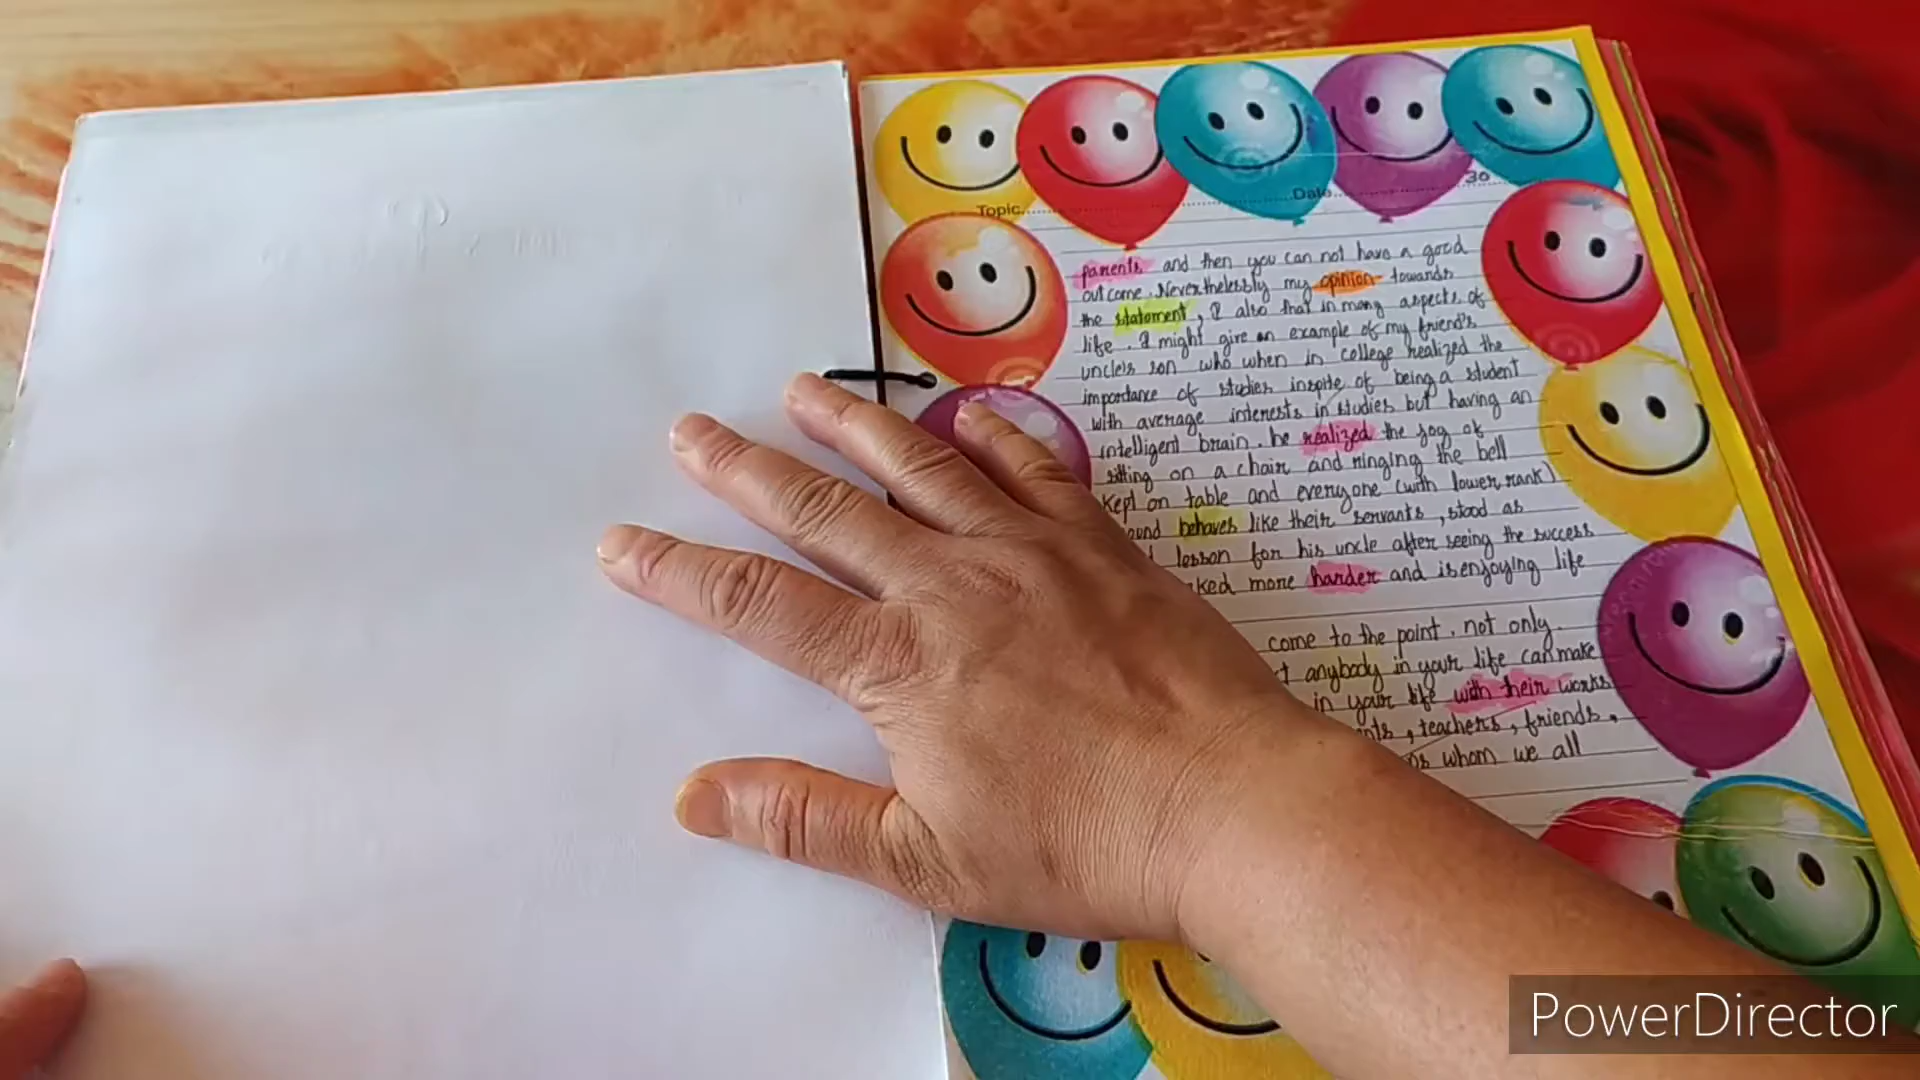 Topic..........Date..........30
parents and then you can not have a good
outcome. Neverthelessly my opinion towards
the statement, I also that in many aspects of
life. I might give an example of my friend's
uncle's son who when in college realized the
importance of studies inspite of being a student
with average interests in studies but having an
intelligent brain. he realized the joy of
sitting on a chair and ringing the bell
kept on table and everyone (with lower rank)
behaves like their servants, stood as
lesson for his uncle after seeing the success
more harder and is enjoying life
come to the point. not only
anybody in your life can make
in your life with their works
, teachers, friends,
whom we all
PowerDirector